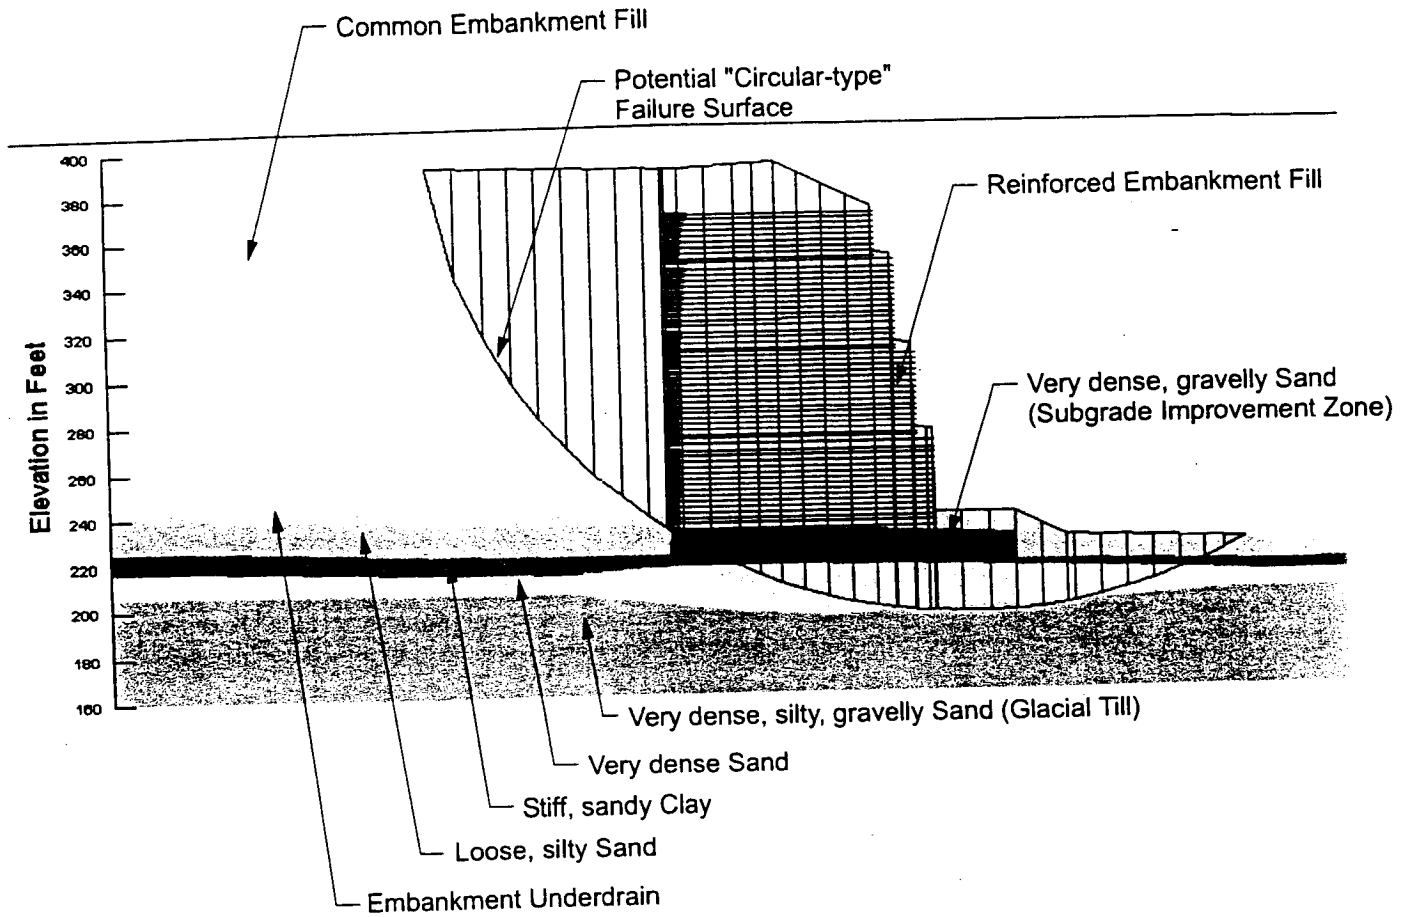 Common Embankment Fill
Potential "Circular-type"
Failure Surface
Reinforced Embankment Fill
Very dense, gravelly Sand
(Subgrade Improvement Zone)
Elevation in Feet
400
380
360
340
320
300
280
260
240
220
200
180
160
Very dense, silty, gravelly Sand (Glacial Till)
Very dense Sand
Stiff, sandy Clay
Loose, silty Sand
Embankment Underdrain